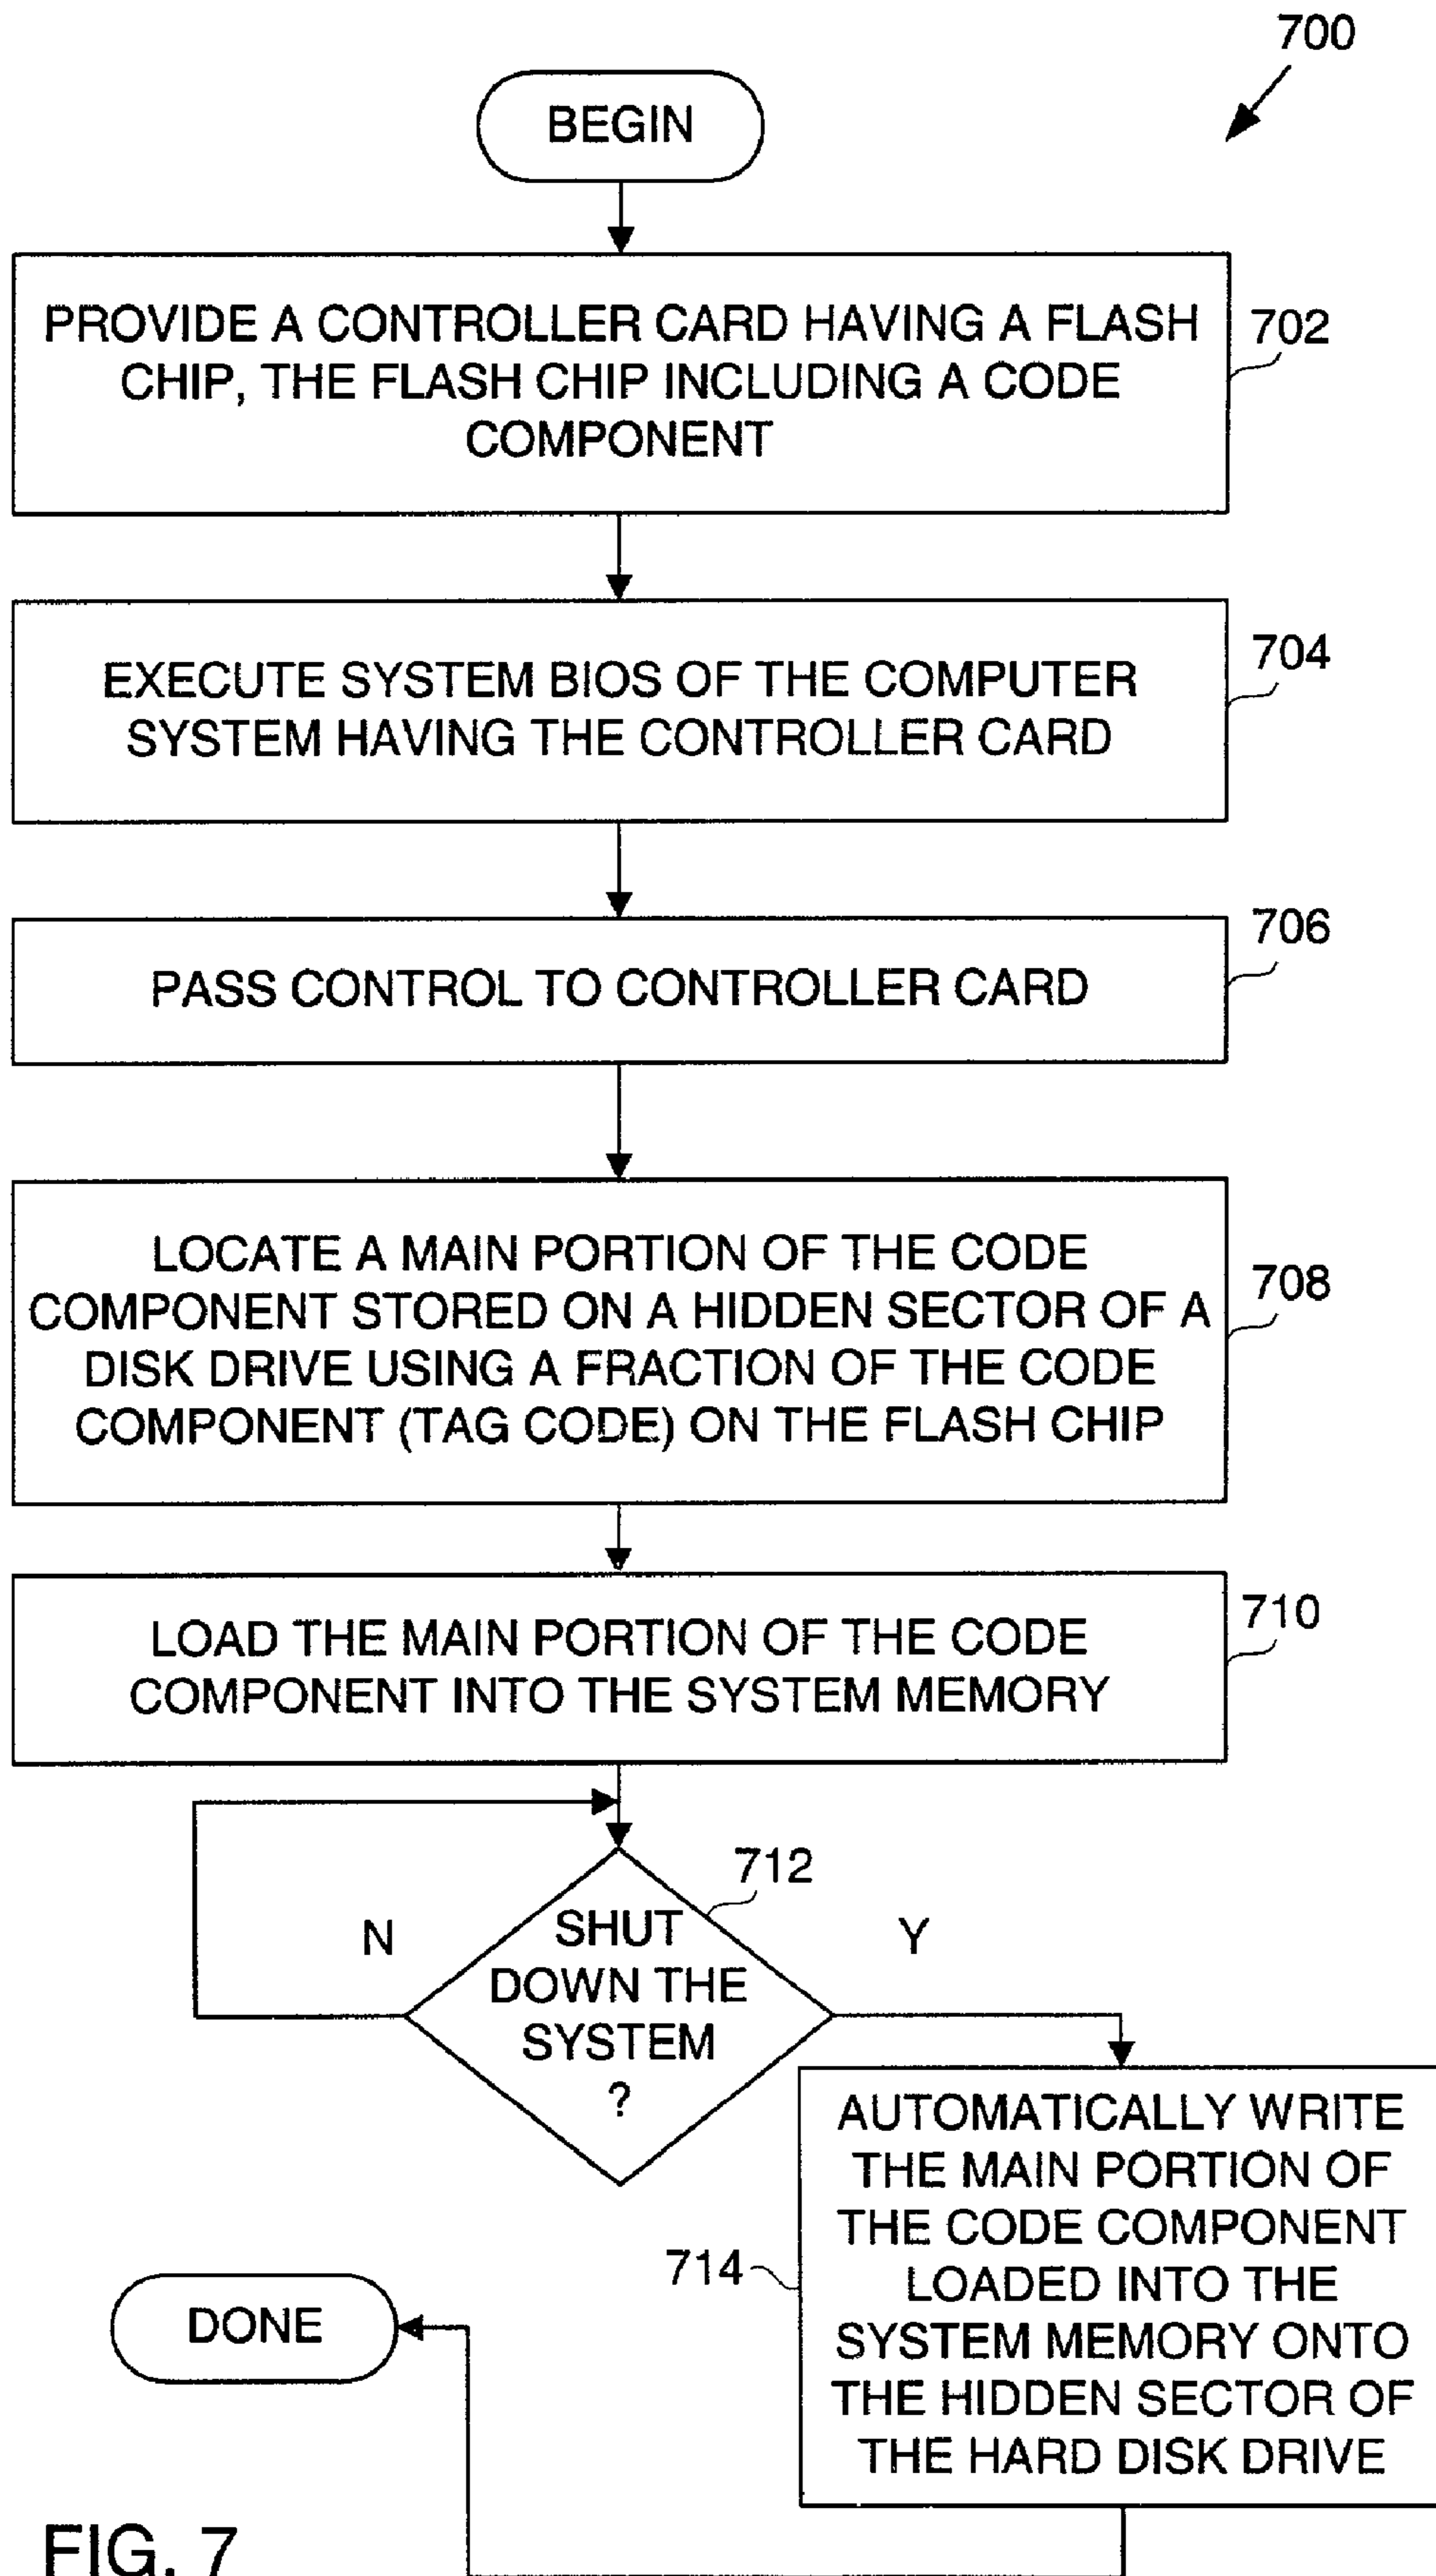 700
BEGIN
PROVIDE A CONTROLLER CARD HAVING A FLASH
CHIP, THE FLASH CHIP INCLUDING A CODE
COMPONENT
702
EXECUTE SYSTEM BIOS OF THE COMPUTER
SYSTEM HAVING THE CONTROLLER CARD
704
PASS CONTROL TO CONTROLLER CARD
706
LOCATE A MAIN PORTION OF THE CODE
COMPONENT STORED ON A HIDDEN SECTOR OF A
DISK DRIVE USING A FRACTION OF THE CODE
COMPONENT (TAG CODE) ON THE FLASH CHIP
708
LOAD THE MAIN PORTION OF THE CODE
COMPONENT INTO THE SYSTEM MEMORY
710
712
N
SHUT
DOWN THE
SYSTEM
?
Y
AUTOMATICALLY WRITE
THE MAIN PORTION OF
THE CODE COMPONENT
LOADED INTO THE
SYSTEM MEMORY ONTO
THE HIDDEN SECTOR OF
THE HARD DISK DRIVE
714
DONE
FIG. 7